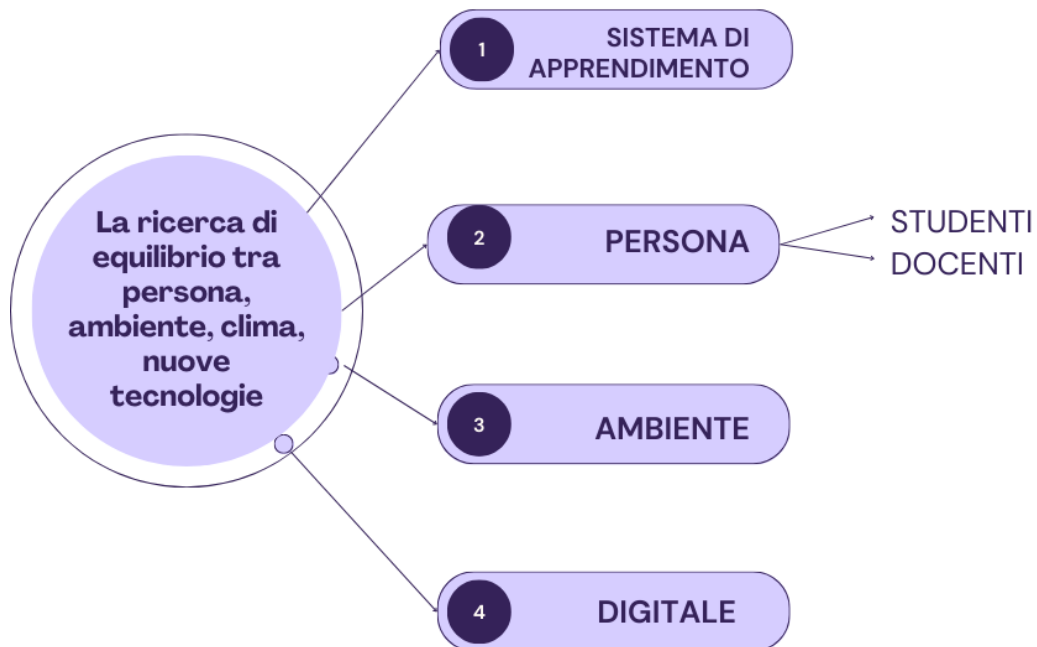 La ricerca di
equilibrio tra
persona,
ambiente, clima,
nuove
tecnologie
1
SISTEMA DI
APPRENDIMENTO
2
PERSONA
STUDENTI
DOCENTI
3
AMBIENTE
4
DIGITALE